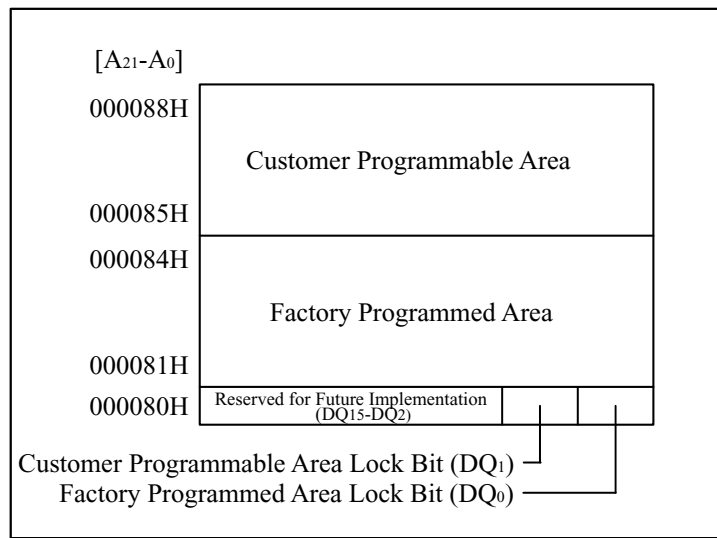 [A21-A0]
000088H
Customer Programmable Area
000085H
000084H
Factory Programmed Area
000081H
000080H
Reserved for Future Implementation
(DQ15-DQ2)
Customer Programmable Area Lock Bit (DQ1)
Factory Programmed Area Lock Bit (DQ0)